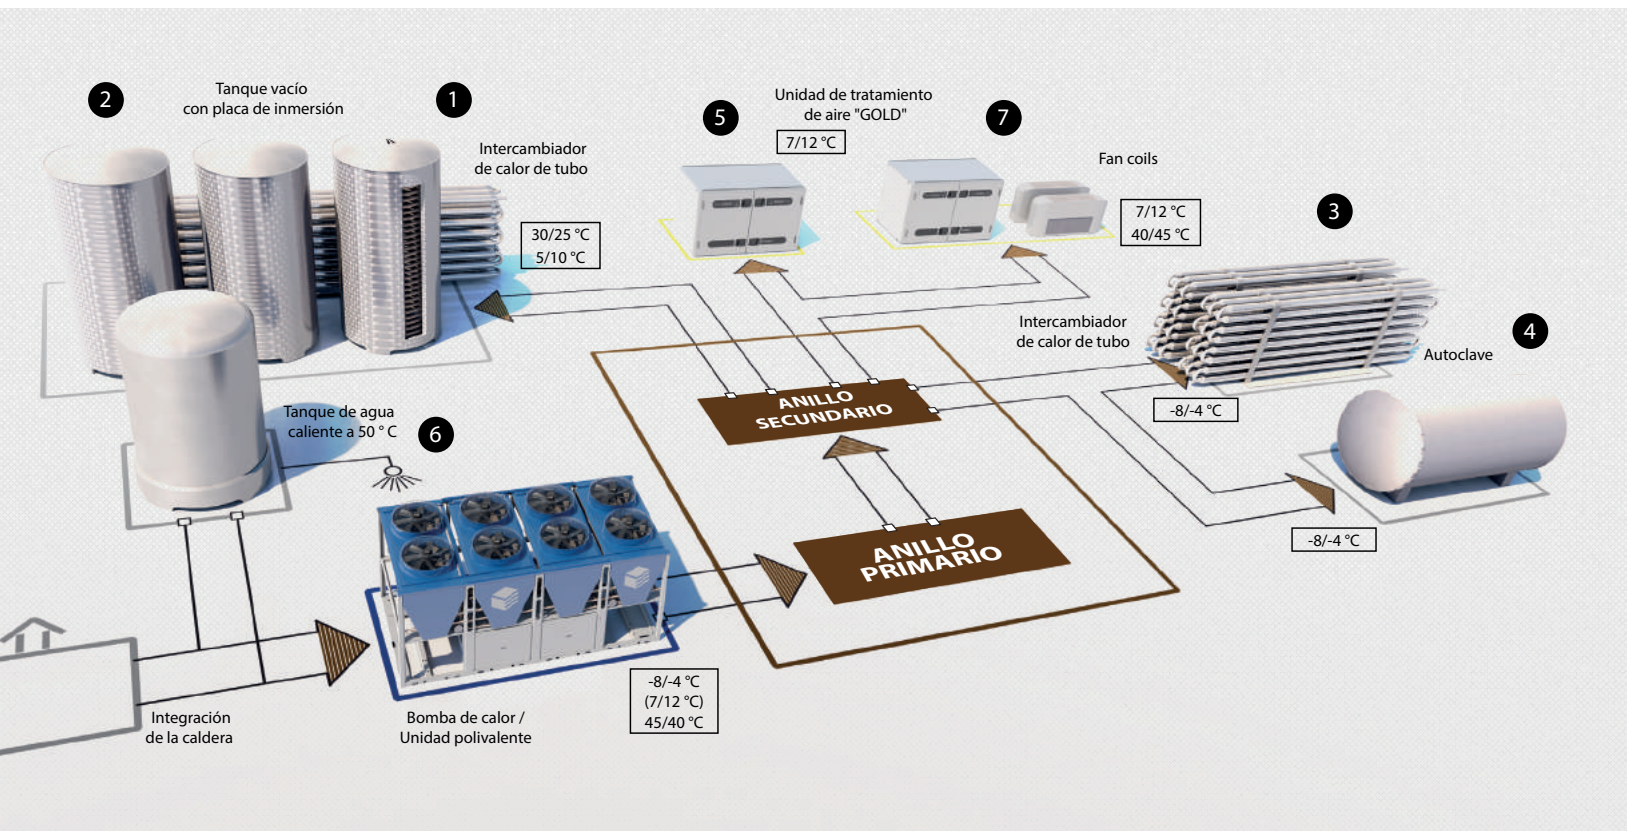 2
Tanque vacío
con placa de inmersión
1
Intercambiador
de calor de tubo
30/25 °C
5/10 °C
5
Unidad de tratamiento
de aire "GOLD"
7/12 °C
7
Fan coils
7/12 °C
40/45 °C
3
Intercambiador
de calor de tubo
-8/-4 °C
4
Autoclave
-8/-4 °C
Tanque de agua
caliente a 50 ° C
6
ANILLO
SECUNDARIO
ANILLO
PRIMARIO
-8/-4 °C
(7/12 °C)
45/40 °C
Integración
de la caldera
Bomba de calor /
Unidad polivalente